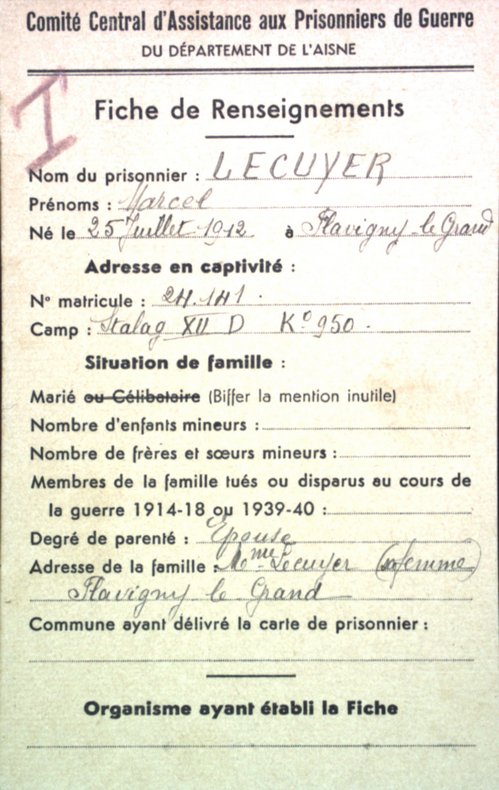 Comité Central d'Assistance aux Prisonniers de Guerre
DU DÉPARTEMENT DE L'AISNE
I
Fiche de Renseignements
Nom du prisonnier : LECUYER
Prénoms : Marcel
Né le 25 Juillet 1912 à Flavigny-le-Grand
Adresse en captivité :
N° matricule : 24.141.
Camp : Stalag XII D K° 950.
Situation de famille :
Marié ou Célibataire (Biffer la mention inutile)
Nombre d'enfants mineurs :
Nombre de frères et sœurs mineurs :
Membres de la famille tués ou disparus au cours de
la guerre 1914-18 ou 1939-40 :
Degré de parenté : Epouse
Adresse de la famille : Mme Lecuyer (sa femme)
Flavigny le Grand
Commune ayant délivré la carte de prisonnier :
Organisme ayant établi la Fiche